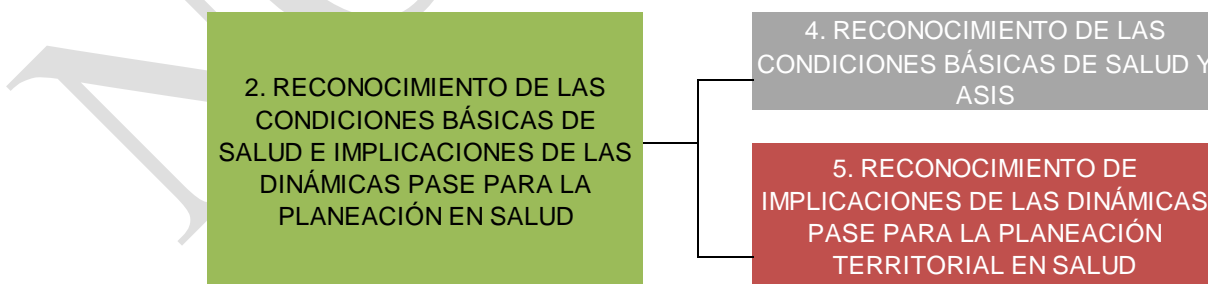 2. RECONOCIMIENTO DE LAS
CONDICIONES BÁSICAS DE
SALUD E IMPLICACIONES DE LAS
DINÁMICAS PASE PARA LA
PLANEACIÓN EN SALUD
4. RECONOCIMIENTO DE LAS
CONDICIONES BÁSICAS DE SALUD Y
ASIS
5. RECONOCIMIENTO DE
IMPLICACIONES DE LAS DINÁMICAS
PASE PARA LA PLANEACIÓN
TERRITORIAL EN SALUD